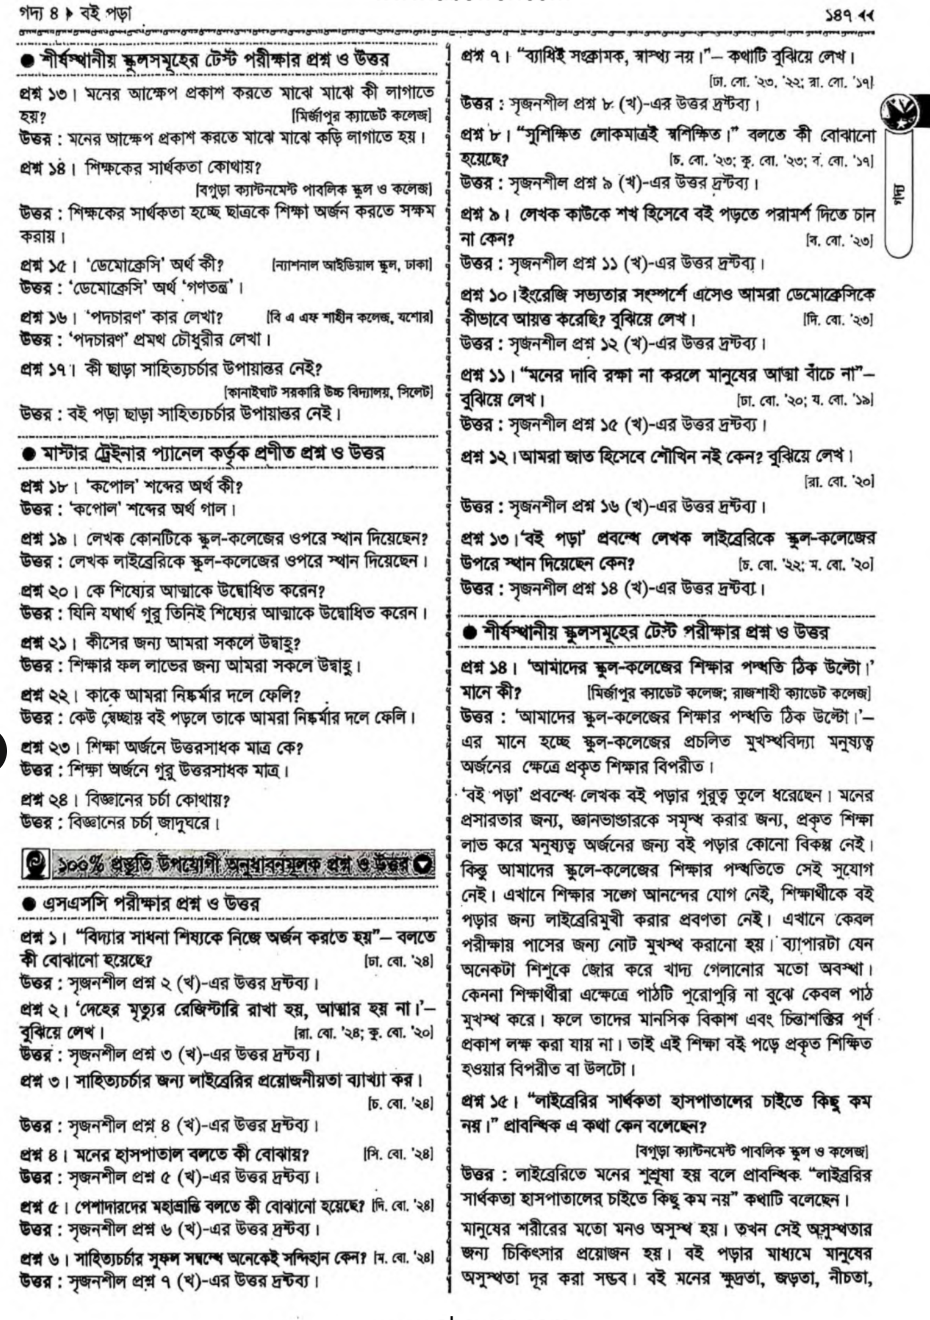 গদ্য ৪ ▶ বই পড়া
১৪৭ ◀◀
● শীর্ষস্থানীয় স্কুলসমূহের টেস্ট পরীক্ষার প্রশ্ন ও উত্তর
প্রশ্ন ১৩। মনের আক্ষেপ প্রকাশ করতে মাঝে মাঝে কী লাগাতে
হয়? [মির্জাপুর ক্যাডেট কলেজ]
উত্তর : মনের আক্ষেপ প্রকাশ করতে মাঝে মাঝে কড়ি লাগাতে হয়।
প্রশ্ন ১৪। শিক্ষকের সার্থকতা কোথায়?
[বগুড়া ক্যান্টনমেন্ট পাবলিক স্কুল ও কলেজ]
উত্তর : শিক্ষকের সার্থকতা হচ্ছে ছাত্রকে শিক্ষা অর্জন করতে সক্ষম
করায়।
প্রশ্ন ১৫। ‘ডেমোক্রেসি’ অর্থ কী? [ন্যাশনাল আইডিয়াল স্কুল, ঢাকা]
উত্তর : ‘ডেমোক্রেসি’ অর্থ ‘গণতন্ত্র’।
প্রশ্ন ১৬। ‘পদচারণ’ কার লেখা? [বি এ এফ শাহীন কলেজ, যশোর]
উত্তর : ‘পদচারণ’ প্রমথ চৌধুরীর লেখা।
প্রশ্ন ১৭। কী ছাড়া সাহিত্যচর্চার উপায়ান্তর নেই?
[কানাইঘাট সরকারি উচ্চ বিদ্যালয়, সিলেট]
উত্তর : বই পড়া ছাড়া সাহিত্যচর্চার উপায়ান্তর নেই।
● মাস্টার ট্রেইনার প্যানেল কর্তৃক প্রণীত প্রশ্ন ও উত্তর
প্রশ্ন ১৮। ‘কপোল’ শব্দের অর্থ কী?
উত্তর : ‘কপোল’ শব্দের অর্থ গাল।
প্রশ্ন ১৯। লেখক কোনটিকে স্কুল-কলেজের ওপরে স্থান দিয়েছেন?
উত্তর : লেখক লাইব্রেরিকে স্কুল-কলেজের ওপরে স্থান দিয়েছেন।
প্রশ্ন ২০। কে শিষ্যের আত্মাকে উদ্বোধিত করেন?
উত্তর : যিনি যথার্থ গুরু তিনিই শিষ্যের আত্মাকে উদ্বোধিত করেন।
প্রশ্ন ২১। কীসের জন্য আমরা সকলে উদ্বাহু?
উত্তর : শিক্ষার ফল লাভের জন্য আমরা সকলে উদ্বাহু।
প্রশ্ন ২২। কাকে আমরা নিষ্কর্মার দলে ফেলি?
উত্তর : কেউ স্বেচ্ছায় বই পড়লে তাকে আমরা নিষ্কর্মার দলে ফেলি।
প্রশ্ন ২৩। শিক্ষা অর্জনে উত্তরসাধক মাত্র কে?
উত্তর : শিক্ষা অর্জনে গুরু উত্তরসাধক মাত্র।
প্রশ্ন ২৪। বিজ্ঞানের চর্চা কোথায়?
উত্তর : বিজ্ঞানের চর্চা জাদুঘরে।
১০০% প্রস্তুতি উপযোগী অনুধাবনমূলক প্রশ্ন ও উত্তর
● এসএসসি পরীক্ষার প্রশ্ন ও উত্তর
প্রশ্ন ১। “বিদ্যার সাধনা শিষ্যকে নিজে অর্জন করতে হয়”– বলতে
কী বোঝানো হয়েছে? [ঢা. বো. '২৪]
উত্তর : সৃজনশীল প্রশ্ন ২ (খ)-এর উত্তর দ্রষ্টব্য।
প্রশ্ন ২। ‘দেহের মৃত্যুর রেজিস্টারি রাখা হয়, আত্মার হয় না।’–
বুঝিয়ে লেখ। [রা. বো. '২৪; কু. বো. '২০]
উত্তর : সৃজনশীল প্রশ্ন ৩ (খ)-এর উত্তর দ্রষ্টব্য।
প্রশ্ন ৩। সাহিত্যচর্চার জন্য লাইব্রেরির প্রয়োজনীয়তা ব্যাখ্যা কর।
[চ. বো. '২৪]
উত্তর : সৃজনশীল প্রশ্ন ৪ (খ)-এর উত্তর দ্রষ্টব্য।
প্রশ্ন ৪। মনের হাসপাতাল বলতে কী বোঝায়? [সি. বো. '২৪]
উত্তর : সৃজনশীল প্রশ্ন ৫ (খ)-এর উত্তর দ্রষ্টব্য।
প্রশ্ন ৫। পেশাদারদের মহাভ্রান্তি বলতে কী বোঝানো হয়েছে? [দি. বো. '২৪]
উত্তর : সৃজনশীল প্রশ্ন ৬ (খ)-এর উত্তর দ্রষ্টব্য।
প্রশ্ন ৬। সাহিত্যচর্চার সুফল সম্বন্ধে অনেকেই সন্দিহান কেন? [ম. বো. '২৪]
উত্তর : সৃজনশীল প্রশ্ন ৭ (খ)-এর উত্তর দ্রষ্টব্য।
প্রশ্ন ৭। “ব্যাধিই সংক্রামক, স্বাস্থ্য নয়।”– কথাটি বুঝিয়ে লেখ।
[ঢা. বো. '২৩, '২২; রা. বো. '১৭]
উত্তর : সৃজনশীল প্রশ্ন ৮ (খ)-এর উত্তর দ্রষ্টব্য।
প্রশ্ন ৮। “সুশিক্ষিত লোকমাত্রই স্বশিক্ষিত।” বলতে কী বোঝানো
হয়েছে? [চ. বো. '২৩; কু. বো. '২৩; ব. বো. '১৭]
উত্তর : সৃজনশীল প্রশ্ন ৯ (খ)-এর উত্তর দ্রষ্টব্য।
প্রশ্ন ৯। লেখক কাউকে শখ হিসেবে বই পড়তে পরামর্শ দিতে চান
না কেন? [ব. বো. '২৩]
উত্তর : সৃজনশীল প্রশ্ন ১১ (খ)-এর উত্তর দ্রষ্টব্য।
প্রশ্ন ১০। ইংরেজি সভ্যতার সংস্পর্শে এসেও আমরা ডেমোক্রেসিকে
কীভাবে আয়ত্ত করেছি? বুঝিয়ে লেখ। [দি. বো. '২৩]
উত্তর : সৃজনশীল প্রশ্ন ১২ (খ)-এর উত্তর দ্রষ্টব্য।
প্রশ্ন ১১। “মনের দাবি রক্ষা না করলে মানুষের আত্মা বাঁচে না”–
বুঝিয়ে লেখ। [ঢা. বো. '২০; য. বো. '১৯]
উত্তর : সৃজনশীল প্রশ্ন ১৫ (খ)-এর উত্তর দ্রষ্টব্য।
প্রশ্ন ১২। আমরা জাত হিসেবে শৌখিন নই কেন? বুঝিয়ে লেখ।
[রা. বো. '২০]
উত্তর : সৃজনশীল প্রশ্ন ১৬ (খ)-এর উত্তর দ্রষ্টব্য।
প্রশ্ন ১৩। ‘বই পড়া’ প্রবন্ধে লেখক লাইব্রেরিকে স্কুল-কলেজের
উপরে স্থান দিয়েছেন কেন? [চ. বো. '২২; ম. বো. '২০]
উত্তর : সৃজনশীল প্রশ্ন ১৪ (খ)-এর উত্তর দ্রষ্টব্য।
● শীর্ষস্থানীয় স্কুলসমূহের টেস্ট পরীক্ষার প্রশ্ন ও উত্তর
প্রশ্ন ১৪। ‘আমাদের স্কুল-কলেজের শিক্ষার পদ্ধতি ঠিক উল্টো।’
মানে কী? [মির্জাপুর ক্যাডেট কলেজ; রাজশাহী ক্যাডেট কলেজ]
উত্তর : ‘আমাদের স্কুল-কলেজের শিক্ষার পদ্ধতি ঠিক উল্টো।’–
এর মানে হচ্ছে স্কুল-কলেজের প্রচলিত মুখস্থবিদ্যা মনুষ্যত্ব
অর্জনের ক্ষেত্রে প্রকৃত শিক্ষার বিপরীত।
‘বই পড়া’ প্রবন্ধে লেখক বই পড়ার গুরুত্ব তুলে ধরেছেন। মনের
প্রসারতার জন্য, জ্ঞানভান্ডারকে সমৃদ্ধ করার জন্য, প্রকৃত শিক্ষা
লাভ করে মনুষ্যত্ব অর্জনের জন্য বই পড়ার কোনো বিকল্প নেই।
কিন্তু আমাদের স্কুলে-কলেজের শিক্ষার পদ্ধতিতে সেই সুযোগ
নেই। এখানে শিক্ষার সঙ্গে আনন্দের যোগ নেই, শিক্ষার্থীকে বই
পড়ার জন্য লাইব্রেরিমুখী করার প্রবণতা নেই। এখানে কেবল
পরীক্ষায় পাসের জন্য নোট মুখস্থ করানো হয়। ব্যাপারটা যেন
অনেকটা শিশুকে জোর করে খাদ্য গেলানোর মতো অবস্থা।
কেননা শিক্ষার্থীরা এক্ষেত্রে পাঠটি পুরোপুরি না বুঝে কেবল পাঠ
মুখস্থ করে। ফলে তাদের মানসিক বিকাশ এবং চিন্তাশক্তির পূর্ণ
প্রকাশ লক্ষ করা যায় না। তাই এই শিক্ষা বই পড়ে প্রকৃত শিক্ষিত
হওয়ার বিপরীত বা উলটো।
প্রশ্ন ১৫। “লাইব্রেরির সার্থকতা হাসপাতালের চাইতে কিছু কম
নয়।” প্রাবন্ধিক এ কথা কেন বলেছেন?
[বগুড়া ক্যান্টনমেন্ট পাবলিক স্কুল ও কলেজ]
উত্তর : লাইব্রেরিতে মনের শুশ্রূষা হয় বলে প্রাবন্ধিক “লাইব্ররির
সার্থকতা হাসপাতালের চাইতে কিছু কম নয়” কথাটি বলেছেন।
মানুষের শরীরের মতো মনও অসুস্থ হয়। তখন সেই অসুস্থতার
জন্য চিকিৎসার প্রয়োজন হয়। বই পড়ার মাধ্যমে মানুষের
অসুস্থতা দূর করা সম্ভব। বই মনের ক্ষুদ্রতা, জড়তা, নীচতা,
গদ্য